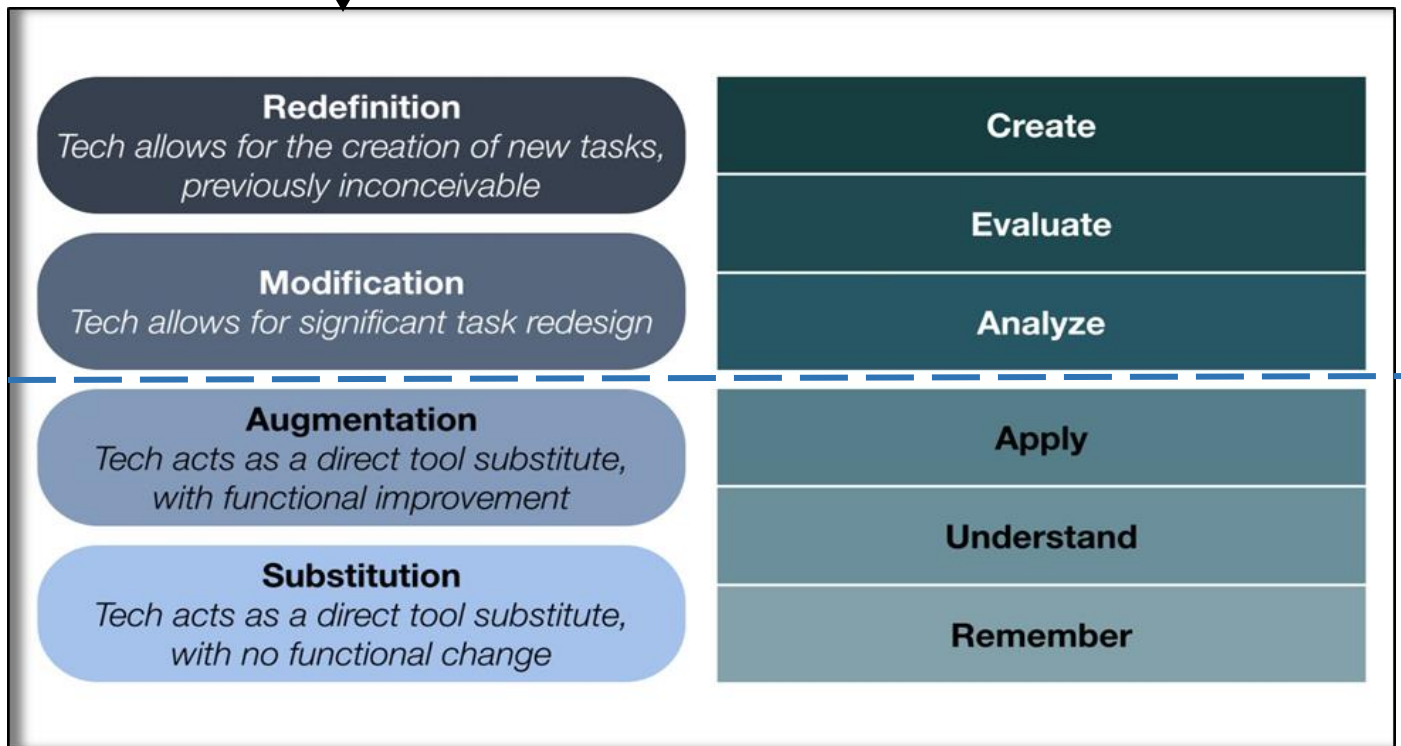 Redefinition
Tech allows for the creation of new tasks,
previously inconceivable
Modification
Tech allows for significant task redesign
Augmentation
Tech acts as a direct tool substitute,
with functional improvement
Substitution
Tech acts as a direct tool substitute,
with no functional change
Create
Evaluate
Analyze
Apply
Understand
Remember